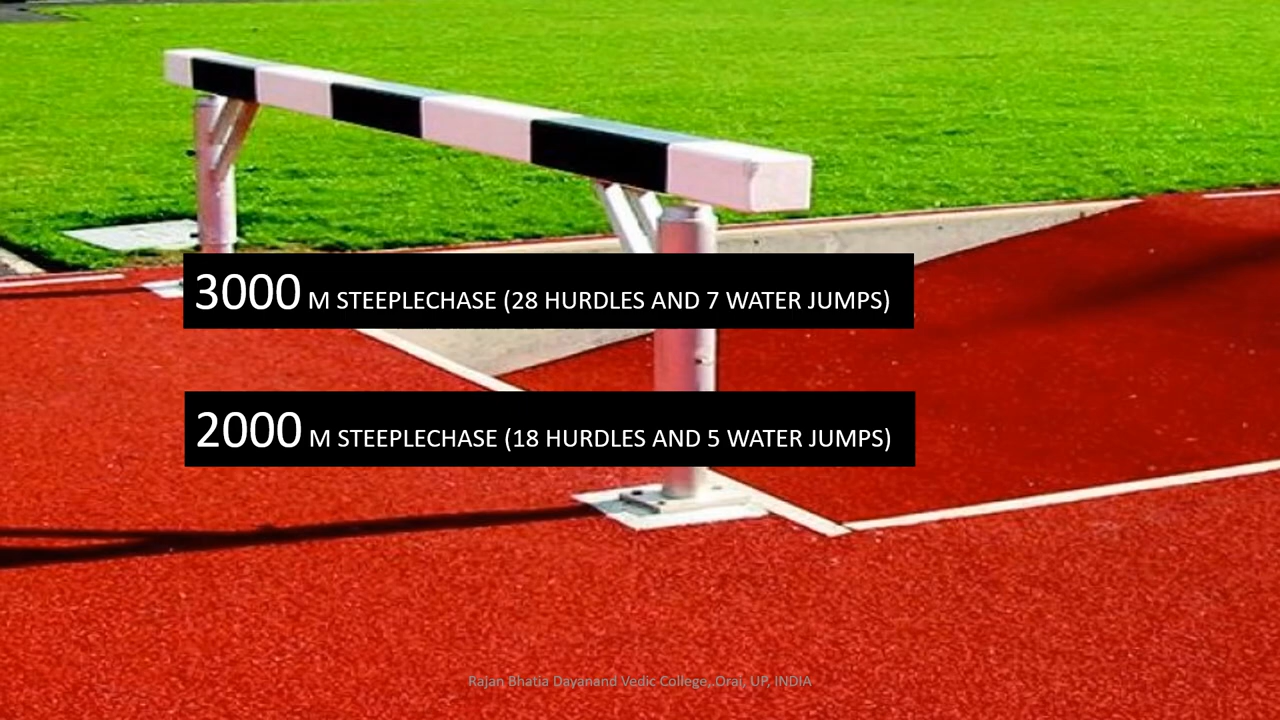 3000 M STEEPLECHASE (28 HURDLES AND 7 WATER JUMPS)
2000 M STEEPLECHASE (18 HURDLES AND 5 WATER JUMPS)
Rajan Bhatia Dayanand Vedic College,.Orai, UP, INDIA